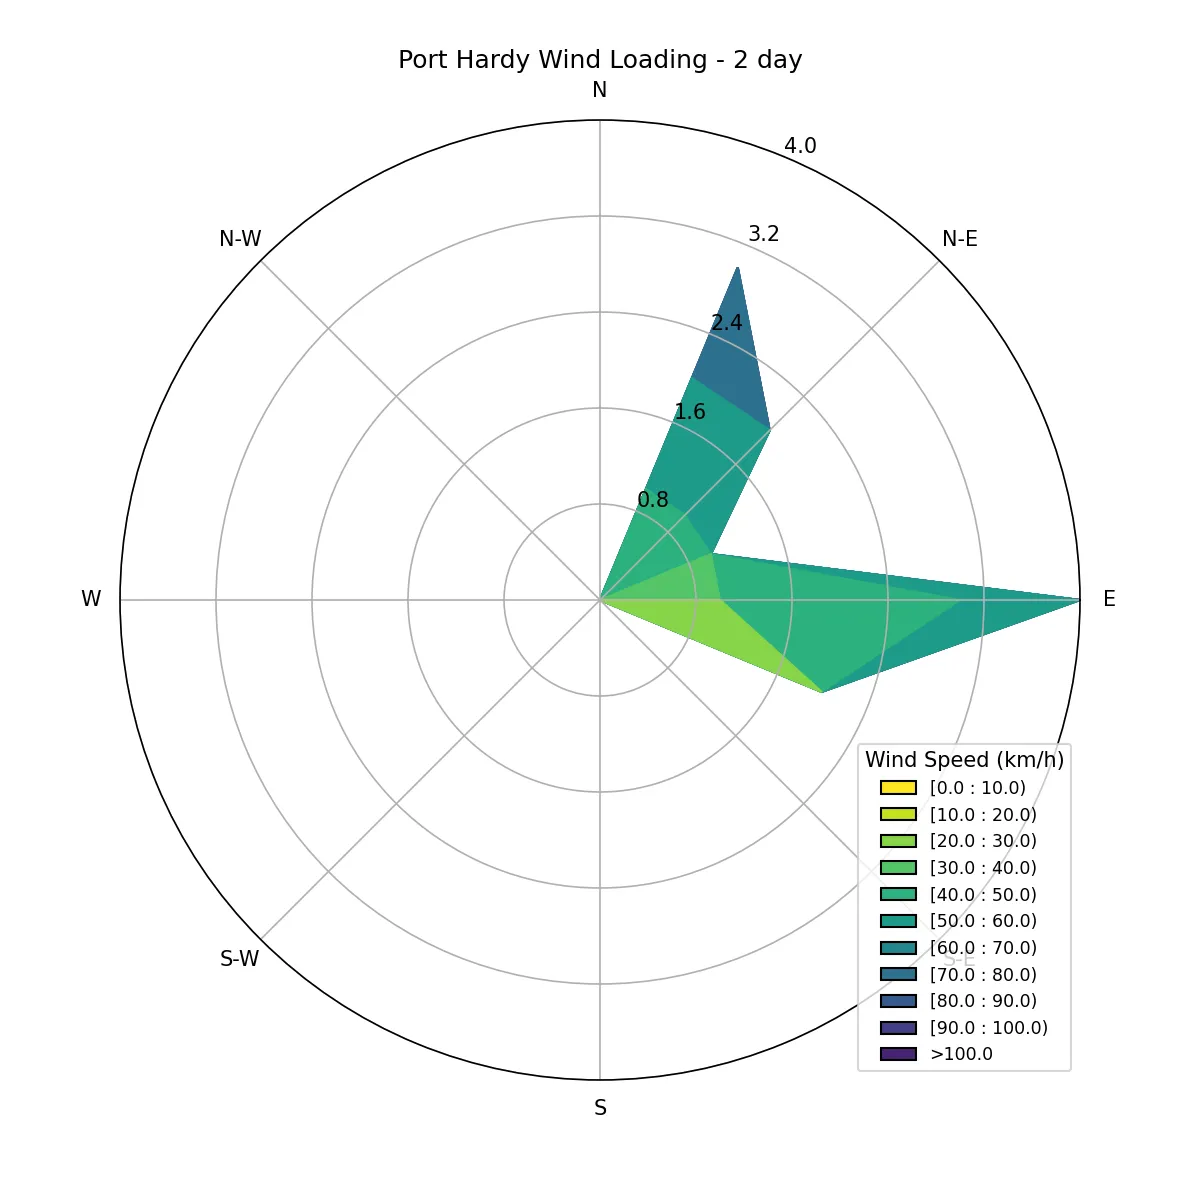 Port Hardy Wind Loading - 2 day
N
4.0
3.2
N-W
N-E
2.4
1.6
0.8
W
E
Wind Speed (km/h)
[0.0 : 10.0)
[10.0 : 20.0)
[20.0 : 30.0)
[30.0 : 40.0)
[40.0 : 50.0)
[50.0 : 60.0)
[60.0 : 70.0)
S-W
S-E
[70.0 : 80.0)
[80.0 : 90.0)
[90.0 : 100.0)
>100.0
S